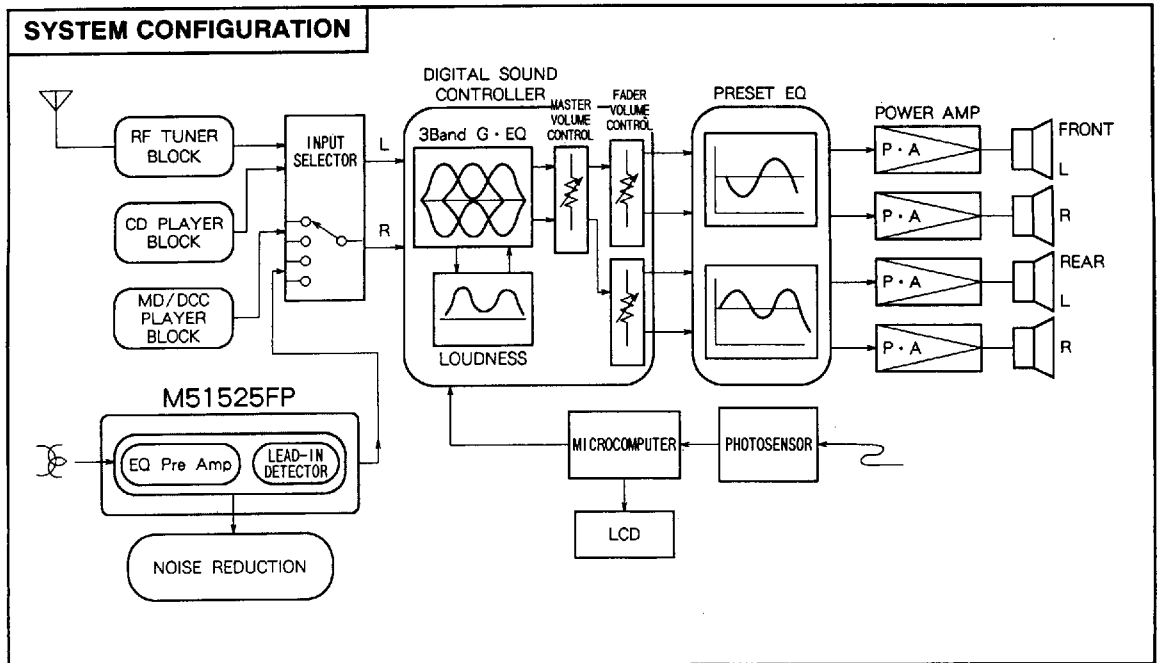 SYSTEM CONFIGURATION
RF TUNER
BLOCK
CD PLAYER
BLOCK
MD/DCC
PLAYER
BLOCK
INPUT
SELECTOR
L
R
DIGITAL SOUND
CONTROLLER
3Band G・EQ
LOUDNESS
MASTER
VOLUME
CONTROL
FADER
VOLUME
CONTROL
PRESET EQ
POWER AMP
P・A
P・A
P・A
P・A
FRONT
L
R
REAR
L
R
M51525FP
EQ Pre Amp
LEAD-IN
DETECTOR
NOISE REDUCTION
MICROCOMPUTER
PHOTOSENSOR
LCD